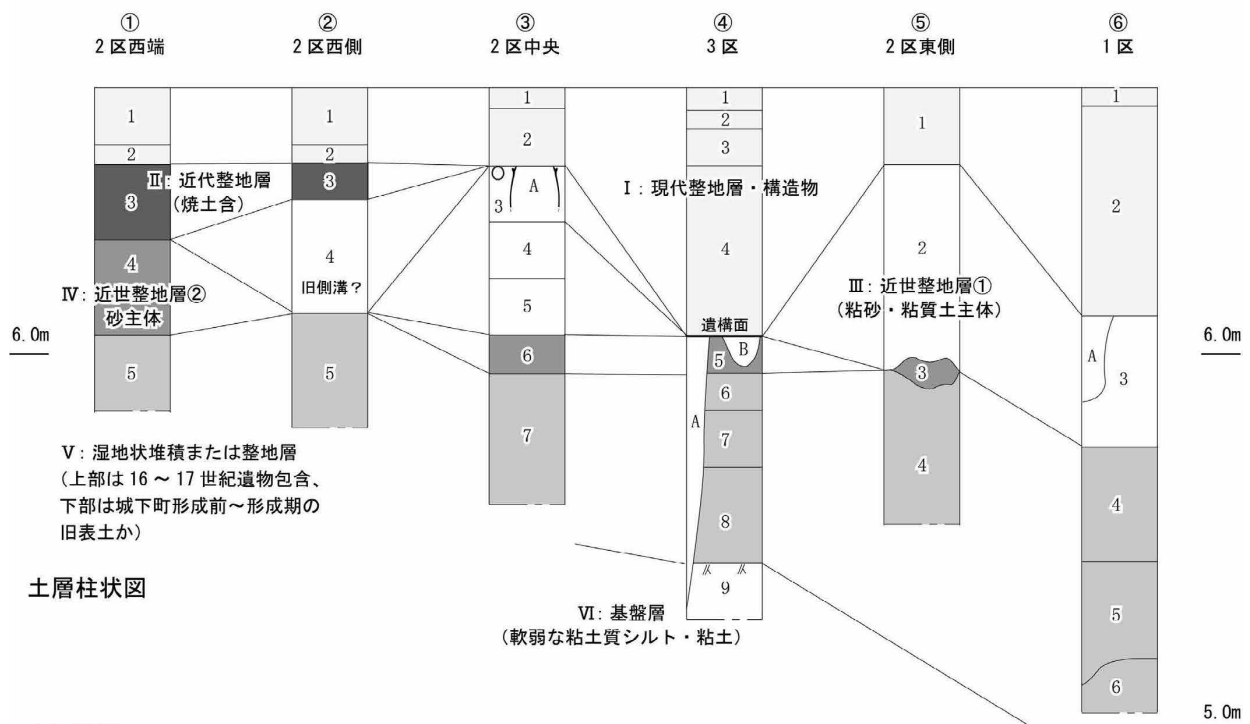 ①
2区西端
②
2区西側
③
2区中央
④
3区
⑤
2区東側
⑥
1区
1
2
3
4
5
1
2
3
4
旧側溝?
5
1
2
A
3
4
5
6
7
1
2
3
4
遺構面
B
5
A
6
7
8
9
1
2
3
4
1
2
A
3
4
5
6
Ⅱ:近代整地層
(焼土含)
Ⅰ:現代整地層・構造物
Ⅳ:近世整地層②
砂主体
Ⅲ:近世整地層①
(粘砂・粘質土主体)
6.0m
6.0m
Ⅴ:湿地状堆積または整地層
(上部は16~17世紀遺物包含、
下部は城下町形成前~形成期の
旧表土か)
土層柱状図
Ⅵ:基盤層
(軟弱な粘土質シルト・粘土)
5.0m